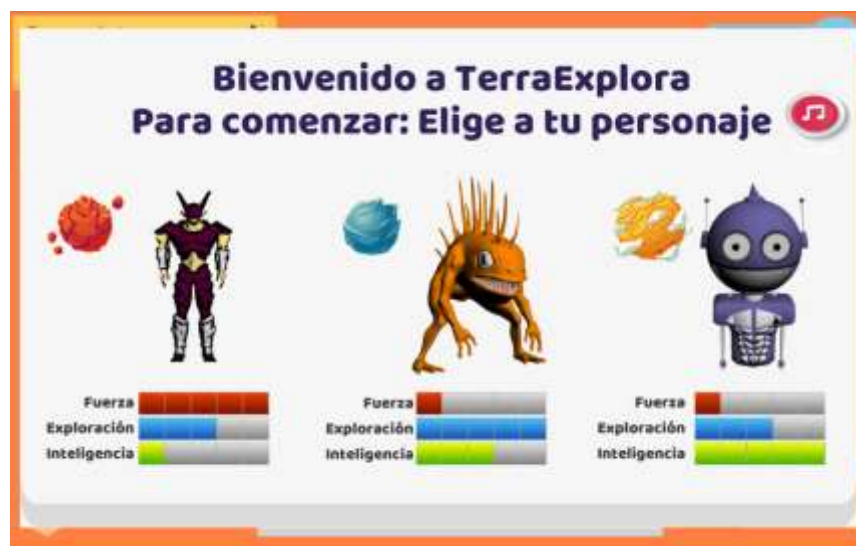 Bienvenido a TerraExplora
Para comenzar: Elige a tu personaje
Fuerza
Exploración
Inteligencia
Fuerza
Exploración
Inteligencia
Fuerza
Exploración
Inteligencia